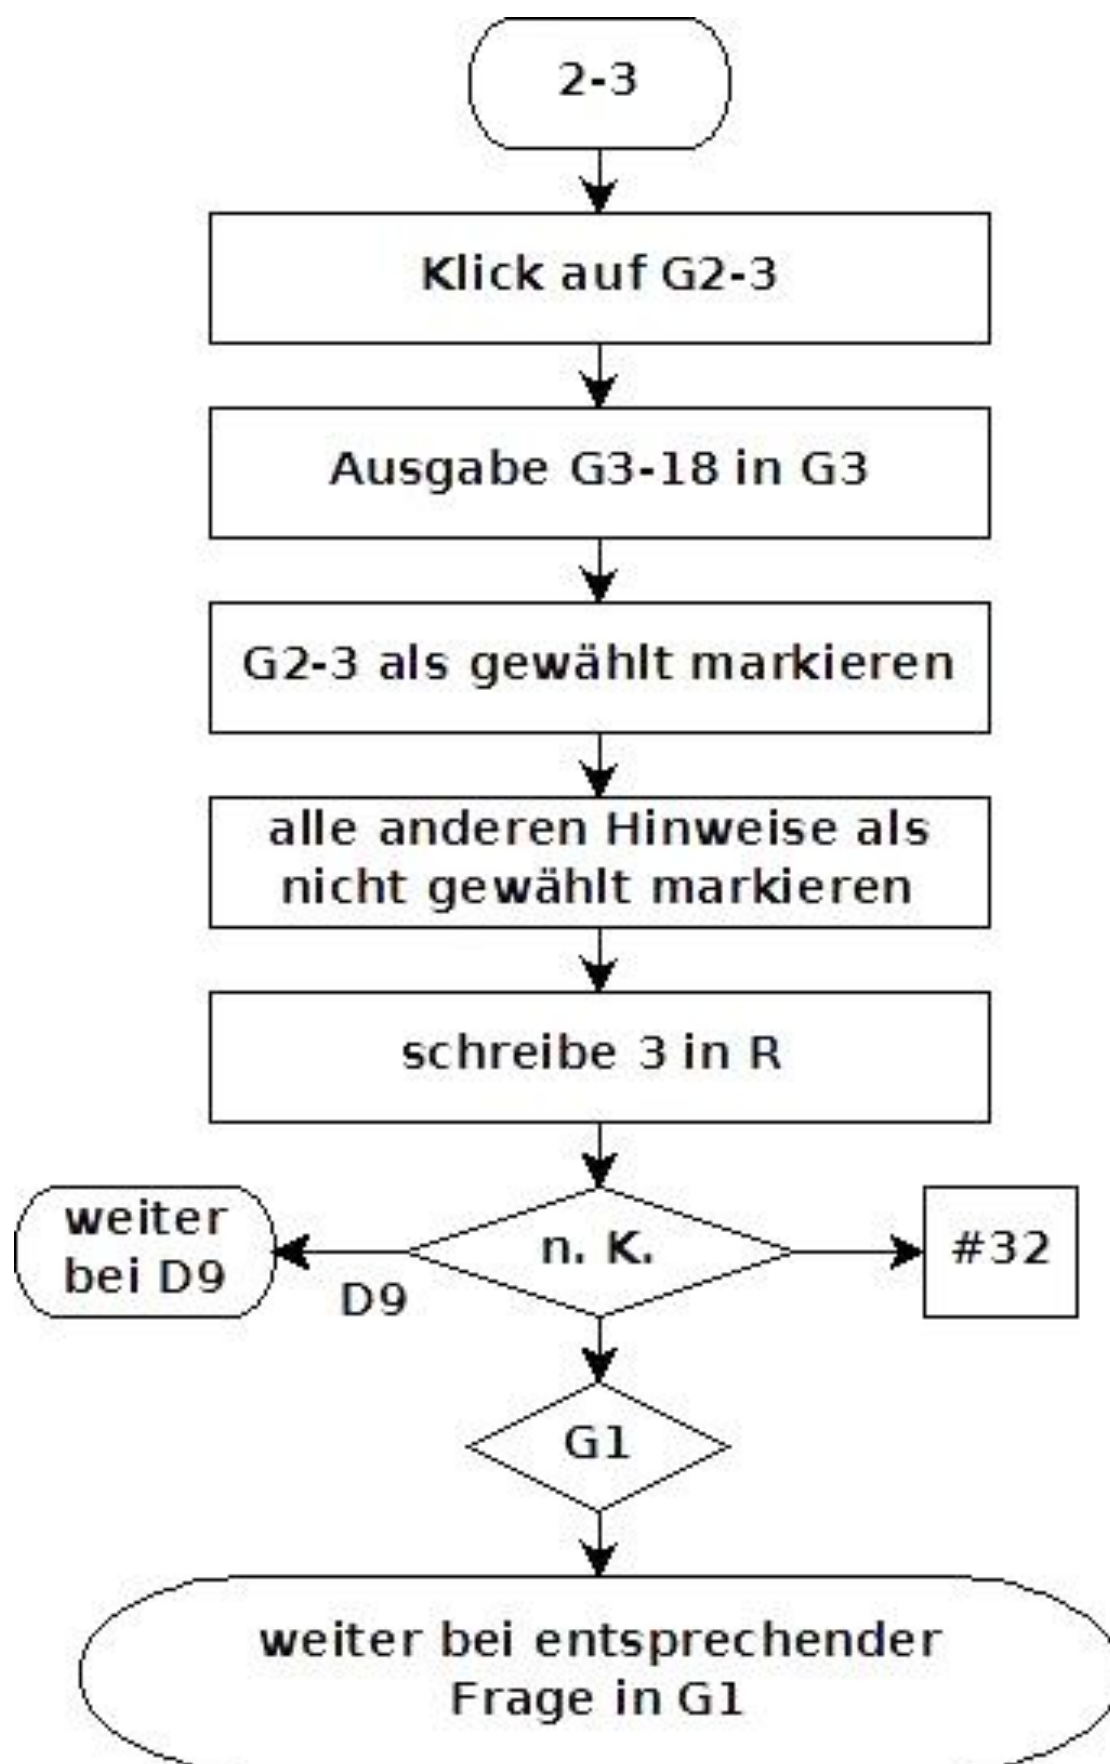 2-3
Klick auf G2-3
Ausgabe G3-18 in G3
G2-3 als gewählt markieren
alle anderen Hinweise als
nicht gewählt markieren
schreibe 3 in R
weiter
bei D9
D9
n. K.
#32
G1
weiter bei entsprechender
Frage in G1